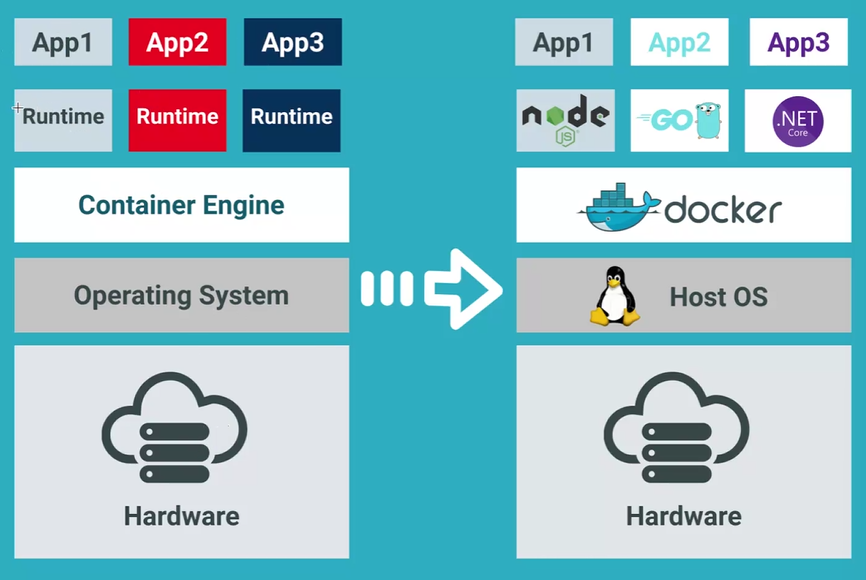 App1 App2 App3
Runtime Runtime Runtime
Container Engine
Operating System
Hardware
App1 App2 App3
node
JS
GO
.NET
Core
docker
Host OS
Hardware